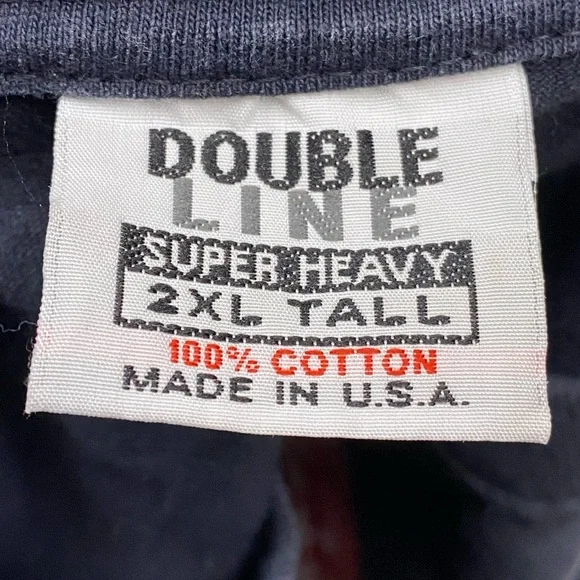 DOUBLE
LINE
SUPER HEAVY
2XL TALL
100% COTTON
MADE IN U.S.A.